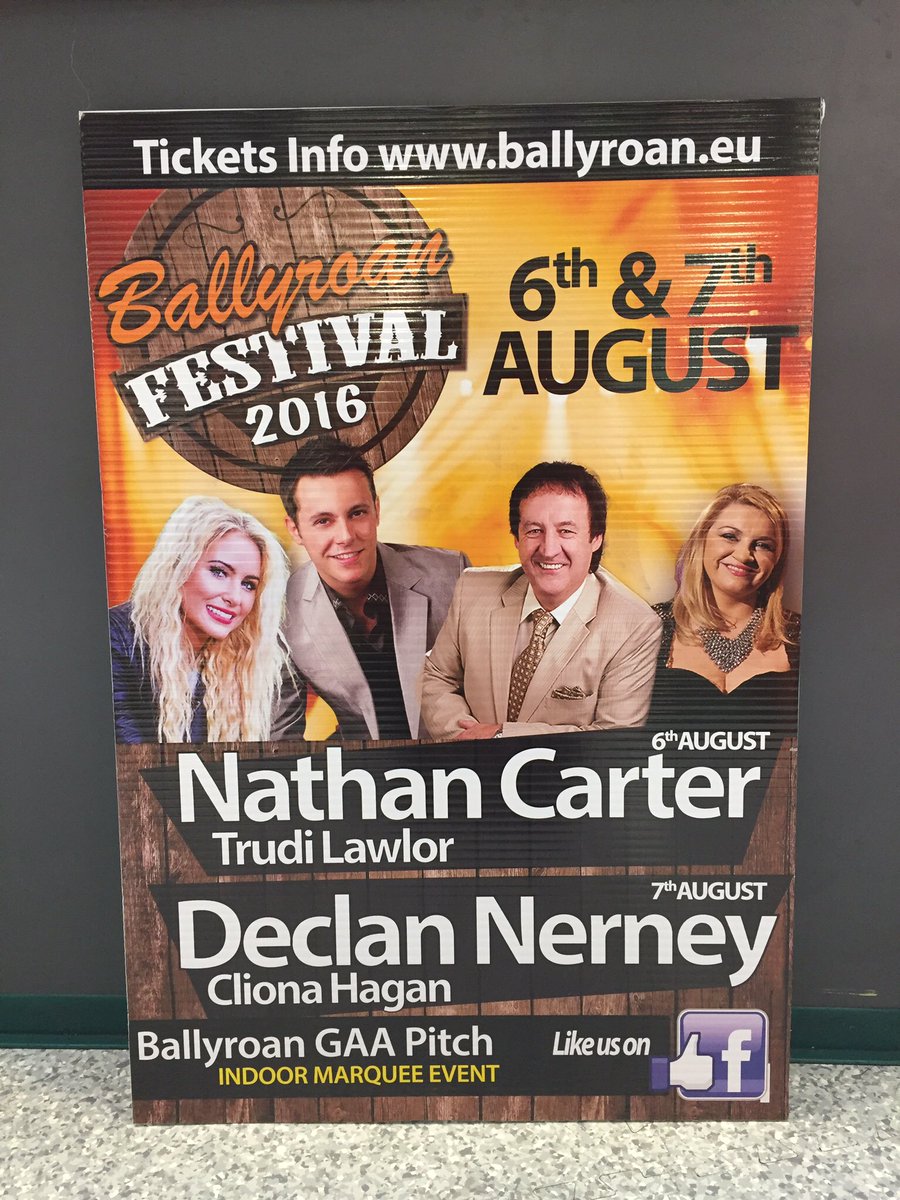 Tickets Info www.ballyroan.eu
Ballyroan
FESTIVAL
2016
6th & 7th
AUGUST
6th AUGUST
Nathan Carter
Trudi Lawlor
7th AUGUST
Declan Nerney
Cliona Hagan
Ballyroan GAA Pitch
INDOOR MARQUEE EVENT
Like us on
f